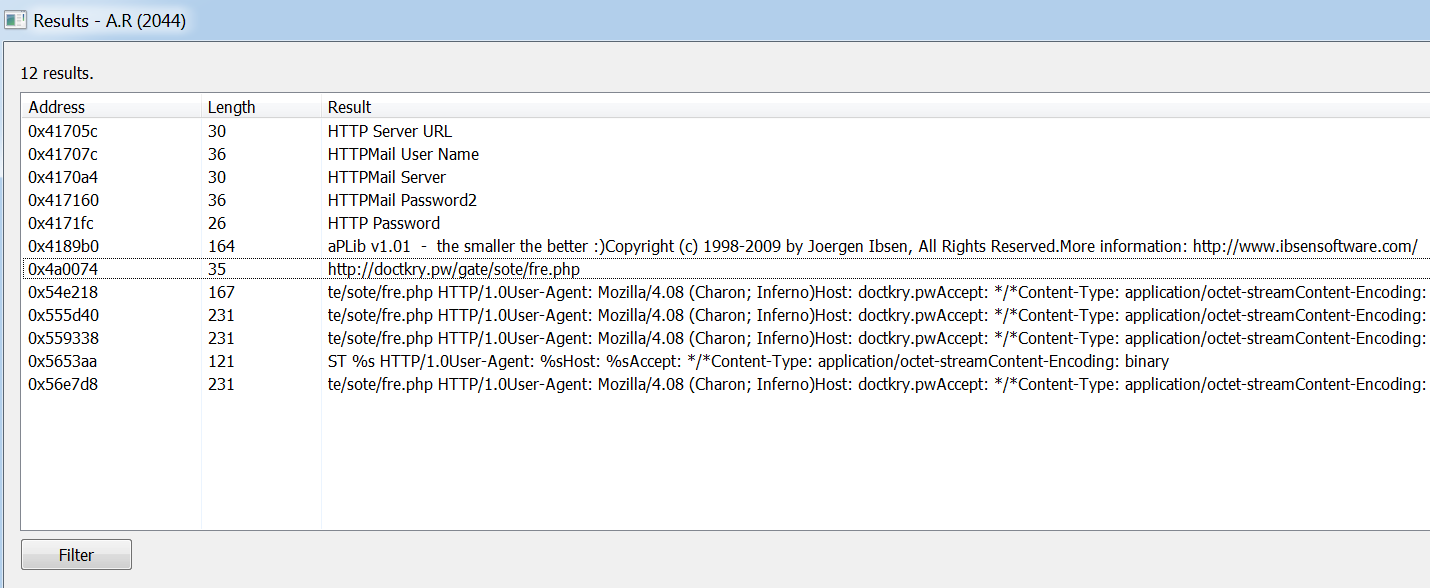 Results - A.R (2044)
12 results.
Address Length Result
0x41705c 30 HTTP Server URL
0x41707c 36 HTTPMail User Name
0x4170a4 30 HTTPMail Server
0x417160 36 HTTPMail Password2
0x4171fc 26 HTTP Password
0x4189b0 164 aPLib v1.01 - the smaller the better :)Copyright (c) 1998-2009 by Joergen Ibsen, All Rights Reserved.More information: http://www.ibsensoftware.com/
0x4a0074 35 http://doctkry.pw/gate/sote/fre.php
0x54e218 167 te/sote/fre.php HTTP/1.0User-Agent: Mozilla/4.08 (Charon; Inferno)Host: doctkry.pwAccept: */*Content-Type: application/octet-streamContent-Encoding:
0x555d40 231 te/sote/fre.php HTTP/1.0User-Agent: Mozilla/4.08 (Charon; Inferno)Host: doctkry.pwAccept: */*Content-Type: application/octet-streamContent-Encoding:
0x559338 231 te/sote/fre.php HTTP/1.0User-Agent: Mozilla/4.08 (Charon; Inferno)Host: doctkry.pwAccept: */*Content-Type: application/octet-streamContent-Encoding:
0x5653aa 121 ST %s HTTP/1.0User-Agent: %sHost: %sAccept: */*Content-Type: application/octet-streamContent-Encoding: binary
0x56e7d8 231 te/sote/fre.php HTTP/1.0User-Agent: Mozilla/4.08 (Charon; Inferno)Host: doctkry.pwAccept: */*Content-Type: application/octet-streamContent-Encoding:
Filter